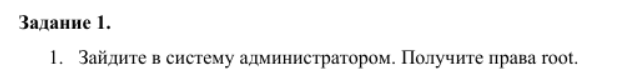 Задание 1.
1. Зайдите в систему администратором. Получите права root.